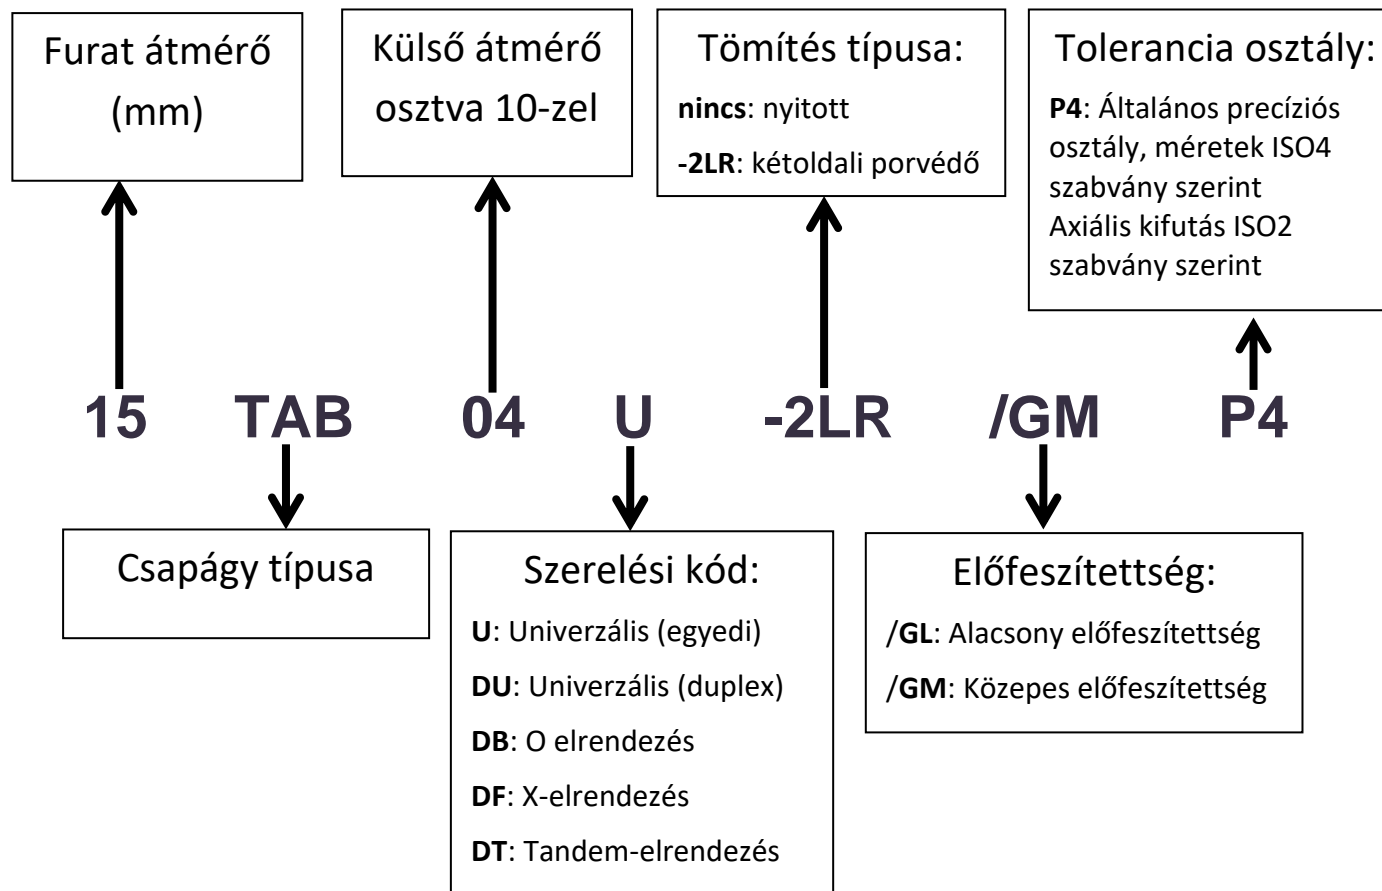 Furat átmérő
(mm)
Külső átmérő
osztva 10-zel
Tömítés típusa:
nincs: nyitott
-2LR: kétoldali porvédő
Tolerancia osztály:
P4: Általános precíziós
osztály, méretek ISO4
szabvány szerint
Axiális kifutás ISO2
szabvány szerint
15 TAB 04 U -2LR /GM P4
Csapágy típusa
Szerelési kód:
U: Univerzális (egyedi)
DU: Univerzális (duplex)
DB: O elrendezés
DF: X-elrendezés
DT: Tandem-elrendezés
Előfeszítettség:
/GL: Alacsony előfeszítettség
/GM: Közepes előfeszítettség